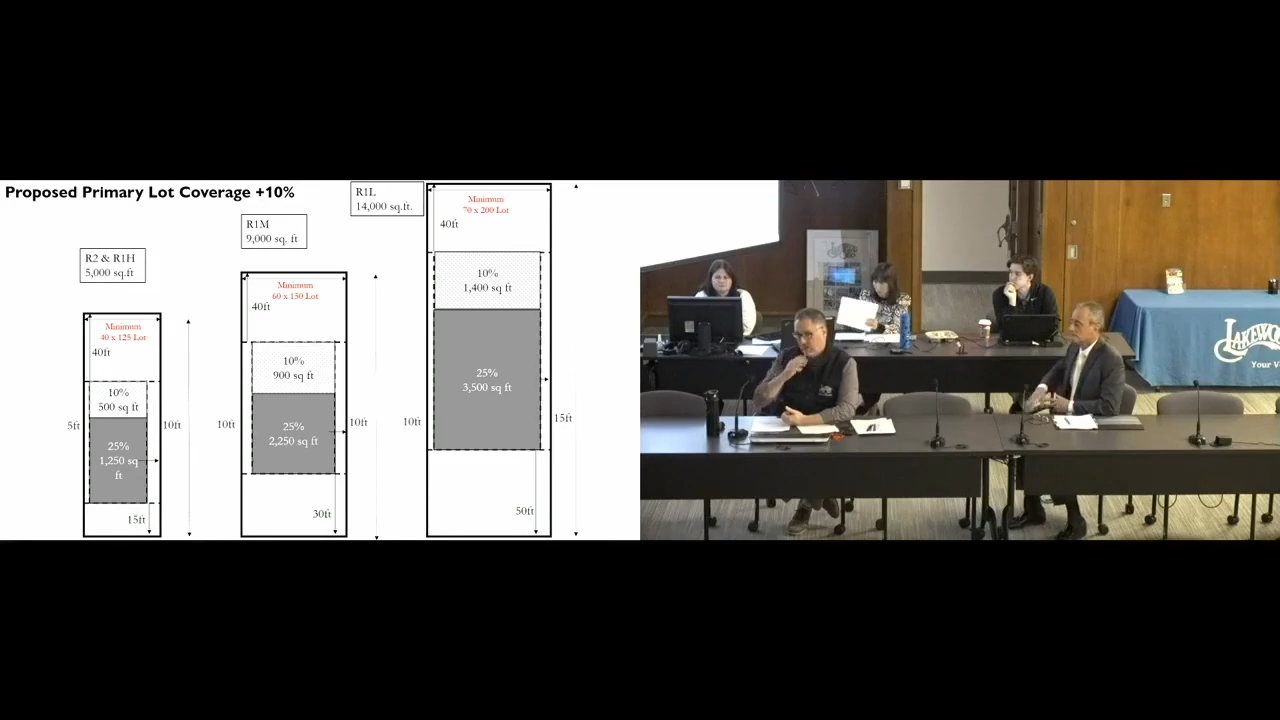 Proposed Primary Lot Coverage +10%
R2 & R1H
5,000 sq.ft
Minimum
40 x 125 Lot
40ft
10%
500 sq ft
5ft
10ft
25%
1,250 sq
ft
15ft
R1M
9,000 sq. ft
Minimum
60 x 150 Lot
40ft
10%
900 sq ft
10ft
10ft
25%
2,250 sq ft
30ft
R1L
14,000 sq.ft.
Minimum
70 x 200 Lot
40ft
10%
1,400 sq ft
25%
3,500 sq ft
10ft
15ft
50ft